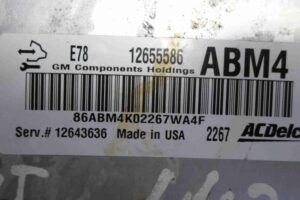 E78 12655586 ABM4
GM Components Holdings
86ABM4K02267WA4F
Serv.# 12643636 Made in USA 2267 ACDelco